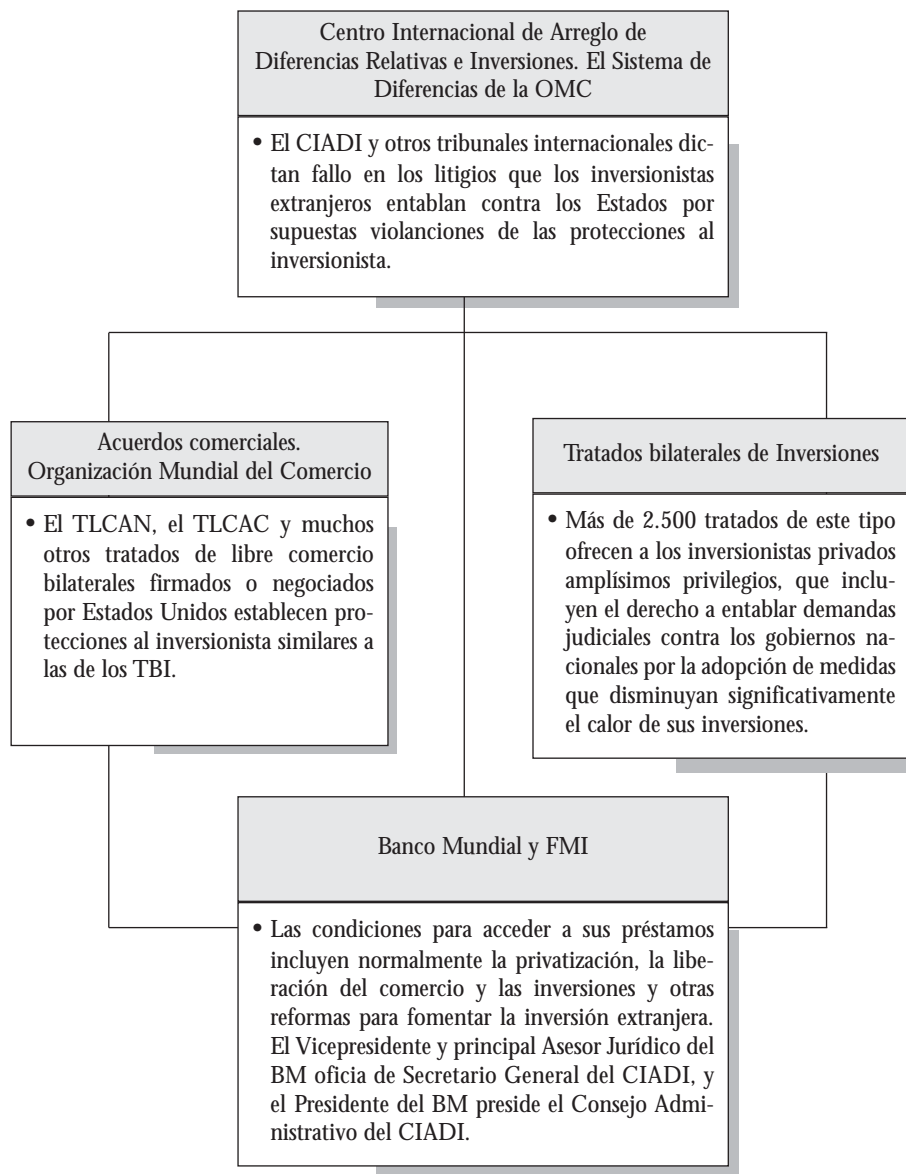 Centro Internacional de Arreglo de
Diferencias Relativas e Inversiones. El Sistema de
Diferencias de la OMC
• El CIADI y otros tribunales internacionales dic-
tan fallo en los litigios que los inversionistas
extranjeros entablan contra los Estados por
supuestas violanciones de las protecciones al
inversionista.
Acuerdos comerciales.
Organización Mundial del Comercio
• El TLCAN, el TLCAC y muchos
otros tratados de libre comercio
bilaterales firmados o negociados
por Estados Unidos establecen pro-
tecciones al inversionista similares a
las de los TBI.
Tratados bilaterales de Inversiones
• Más de 2.500 tratados de este tipo
ofrecen a los inversionistas privados
amplísimos privilegios, que inclu-
yen el derecho a entablar demandas
judiciales contra los gobiernos na-
cionales por la adopción de medidas
que disminuyan significativamente
el calor de sus inversiones.
Banco Mundial y FMI
• Las condiciones para acceder a sus préstamos
incluyen normalmente la privatización, la libe-
ración del comercio y las inversiones y otras
reformas para fomentar la inversión extranjera.
El Vicepresidente y principal Asesor Jurídico del
BM oficia de Secretario General del CIADI, y
el Presidente del BM preside el Consejo Admi-
nistrativo del CIADI.